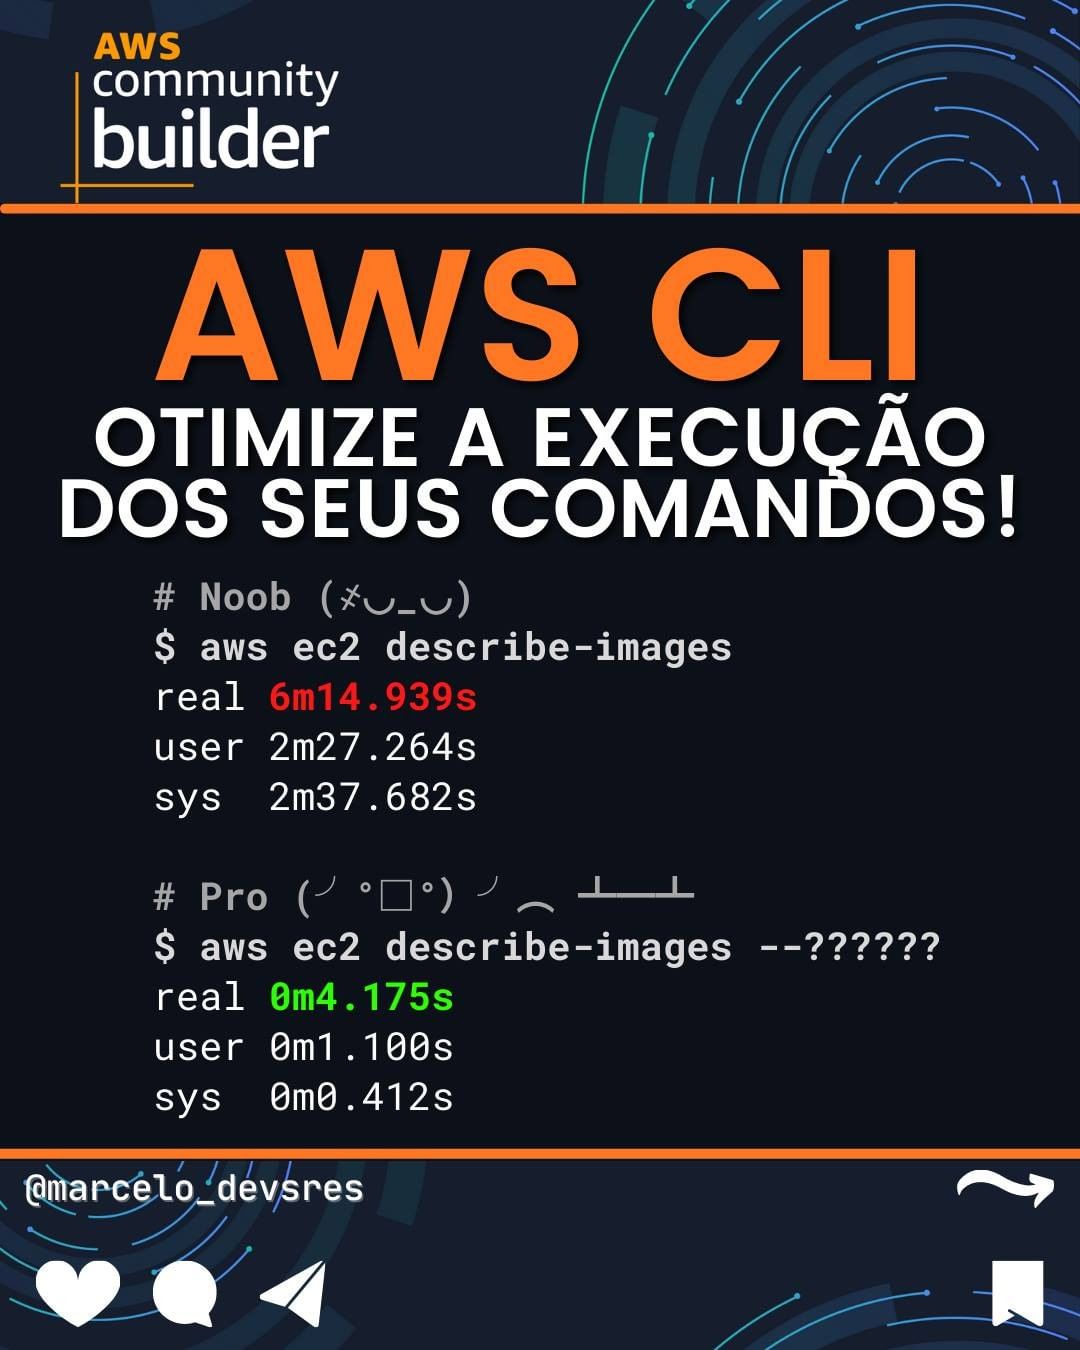 AWS
community
builder
AWS CLI
OTIMIZE A EXECUÇÃO
DOS SEUS COMANDOS!
# Noob (҂◡_◡)
$ aws ec2 describe-images
real 6m14.939s
user 2m27.264s
sys  2m37.682s
# Pro (╯°□°)╯︵ ┻━┻
$ aws ec2 describe-images --??????
real 0m4.175s
user 0m1.100s
sys  0m0.412s
@marcelo_devsres